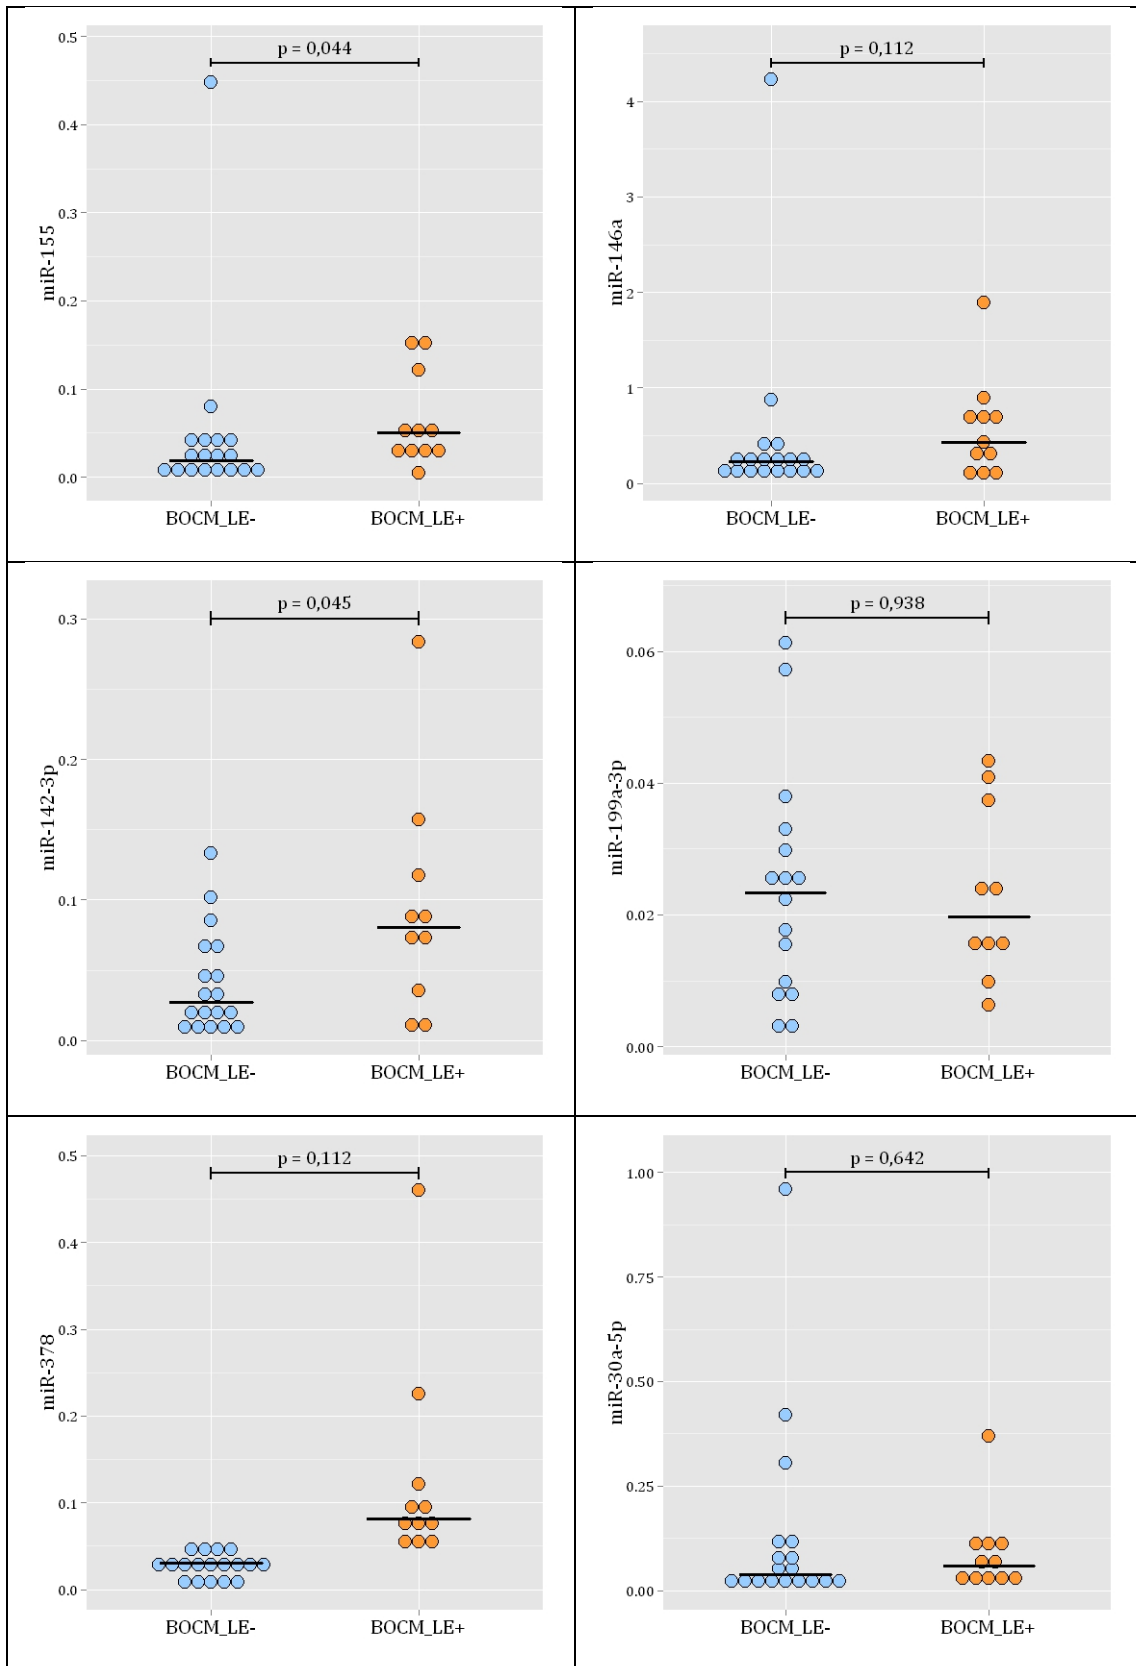 p = 0,044
0.5
0.4
0.3
0.2
0.1
0.0
miR-155
BOCM_LE-
BOCM_LE+
p = 0,112
4
3
2
1
0
miR-146a
BOCM_LE-
BOCM_LE+
p = 0,045
0.3
0.2
0.1
0.0
miR-142-3p
BOCM_LE-
BOCM_LE+
p = 0,938
0.06
0.04
0.02
0.00
miR-199a-3p
BOCM_LE-
BOCM_LE+
p = 0,112
0.5
0.4
0.3
0.2
0.1
0.0
miR-378
BOCM_LE-
BOCM_LE+
p = 0,642
1.00
0.75
0.50
0.25
0.00
miR-30a-5p
BOCM_LE-
BOCM_LE+